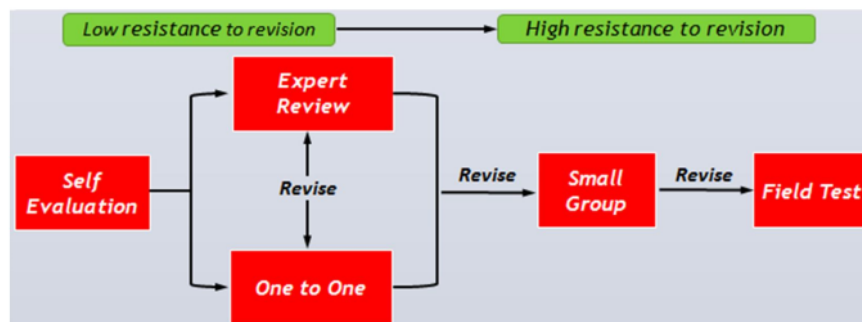 Low resistance to revision
High resistance to revision
Expert
Review
Self
Evaluation
Revise
Revise
Small
Group
Revise
Field Test
One to One